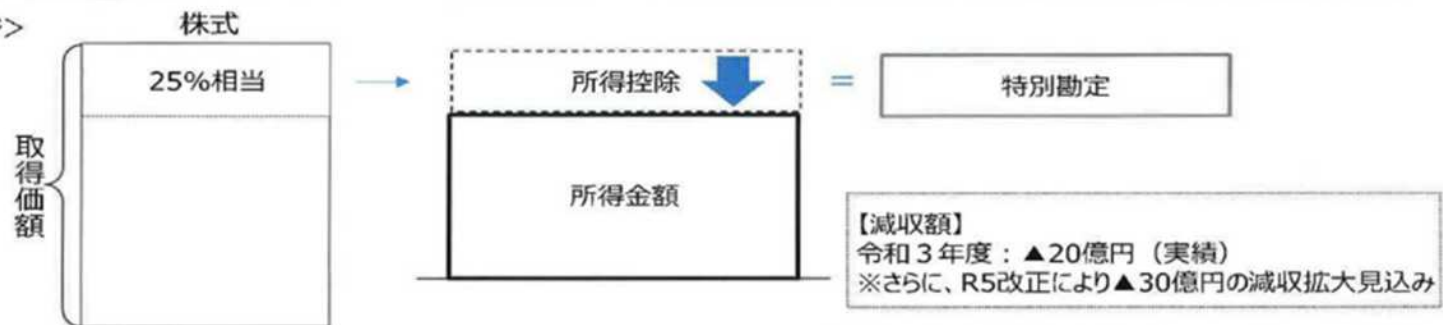 >
株式
25%相当
→
所得控除
=
特別勘定
取得価額
所得金額
【減収額】
令和３年度：▲20億円（実績）
※さらに、R5改正により▲30億円の減収拡大見込み